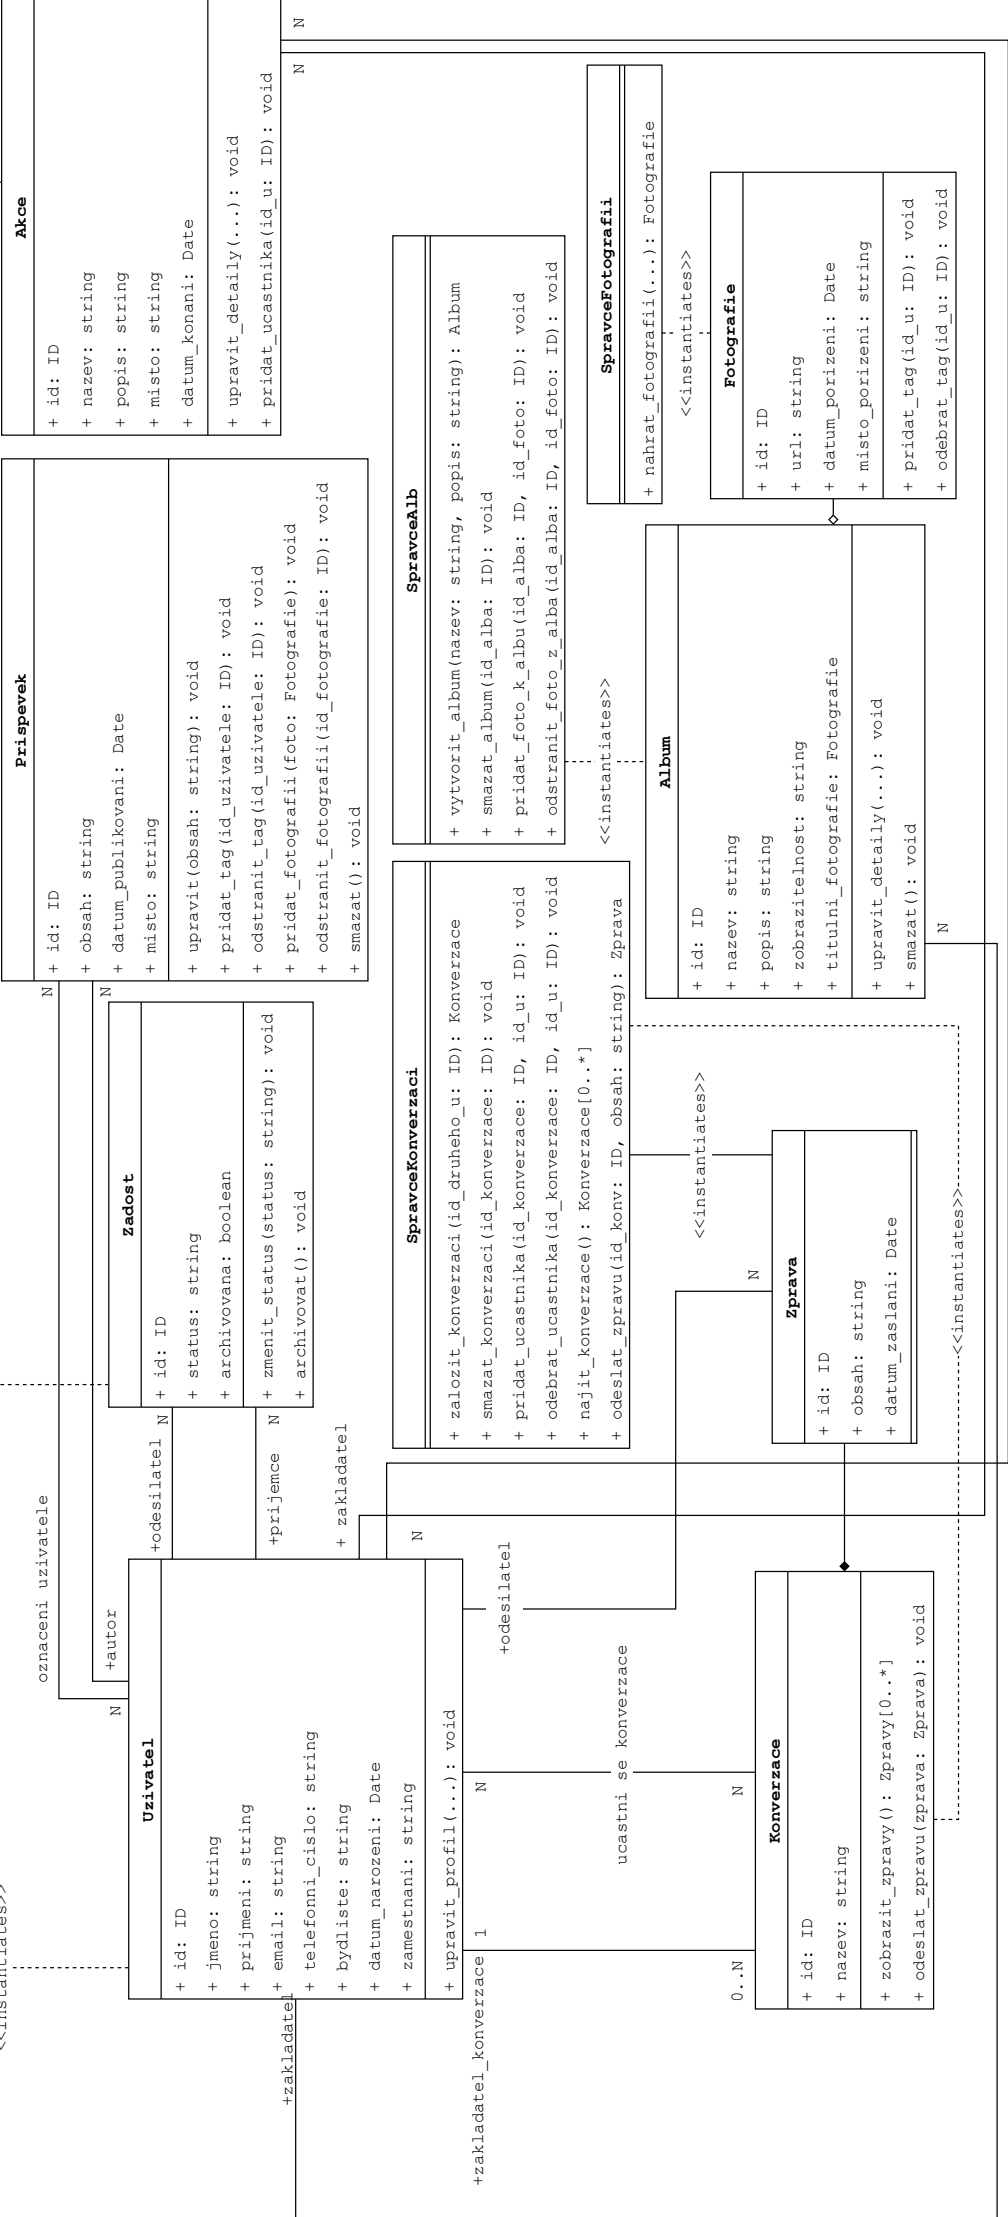 Akce
+ id: ID
+ nazev: string
+ popis: string
+ misto: string
+ datum_konani: Date
+ upravit_detaily(...): void
+ pridat_ucastnika(id_u: ID): void
N
N
Prispevek
+ id: ID
+ obsah: string
+ datum_publikovani: Date
+ misto: string
+ upravit(obsah: string): void
+ pridat_tag(id_uzivatele: ID): void
+ odstranit_tag(id_uzivatele: ID): void
+ pridat_fotografii(foto: Fotografie): void
+ odstranit_fotografii(id_fotografie: ID): void
+ smazat(): void
N
N
Zadost
+ id: ID
+ status: string
+ archivovana: boolean
+ zmenit_status(status: string): void
+ archivovat(): void
N
N
oznaceni uzivatele
+autor
N
+odesilatel
+prijemce
+ zakladatel
N
Uzivatel
+ id: ID
+ jmeno: string
+ prijmeni: string
+ email: string
+ telefonni_cislo: string
+ bydliste: string
+ datum_narozeni: Date
+ zamestnani: string
+ upravit_profil(...): void
<<instantiates>>
+zakladatel
+zakladatel_konverzace
1
0..N
N
ucastni se konverzace
N
+odesilatel
N
SpravceAlb
+ vytvorit_album(nazev: string, popis: string): Album
+ smazat_album(id_alba: ID): void
+ pridat_foto_k_albu(id_alba: ID, id_foto: ID): void
+ odstranit_foto_z_alba(id_alba: ID, id_foto: ID): void
<<instantiates>>
SpravceFotografii
+ nahrat_fotografii(...): Fotografie
<<instantiates>>
Fotografie
+ id: ID
+ url: string
+ datum_porizeni: Date
+ misto_porizeni: string
+ pridat_tag(id_u: ID): void
+ odebrat_tag(id_u: ID): void
Album
+ id: ID
+ nazev: string
+ popis: string
+ zobrazitelnost: string
+ titulni_fotografie: Fotografie
+ upravit_detaily(...): void
+ smazat(): void
N
SpravceKonverzaci
+ zalozit_konverzaci(id_druheho_u: ID): Konverzace
+ smazat_konverzaci(id_konverzace: ID): void
+ pridat_ucastnika(id_konverzace: ID, id_u: ID): void
+ odebrat_ucastnika(id_konverzace: ID, id_u: ID): void
+ najit_konverzace(): Konverzace[0..*]
+ odeslat_zpravu(id_konv: ID, obsah: string): Zprava
<<instantiates>>
<<instantiates>>
Zprava
+ id: ID
+ obsah: string
+ datum_zaslani: Date
Konverzace
+ id: ID
+ nazev: string
+ zobrazit_zpravy(): Zpravy[0..*]
+ odeslat_zpravu(zprava: Zprava): void